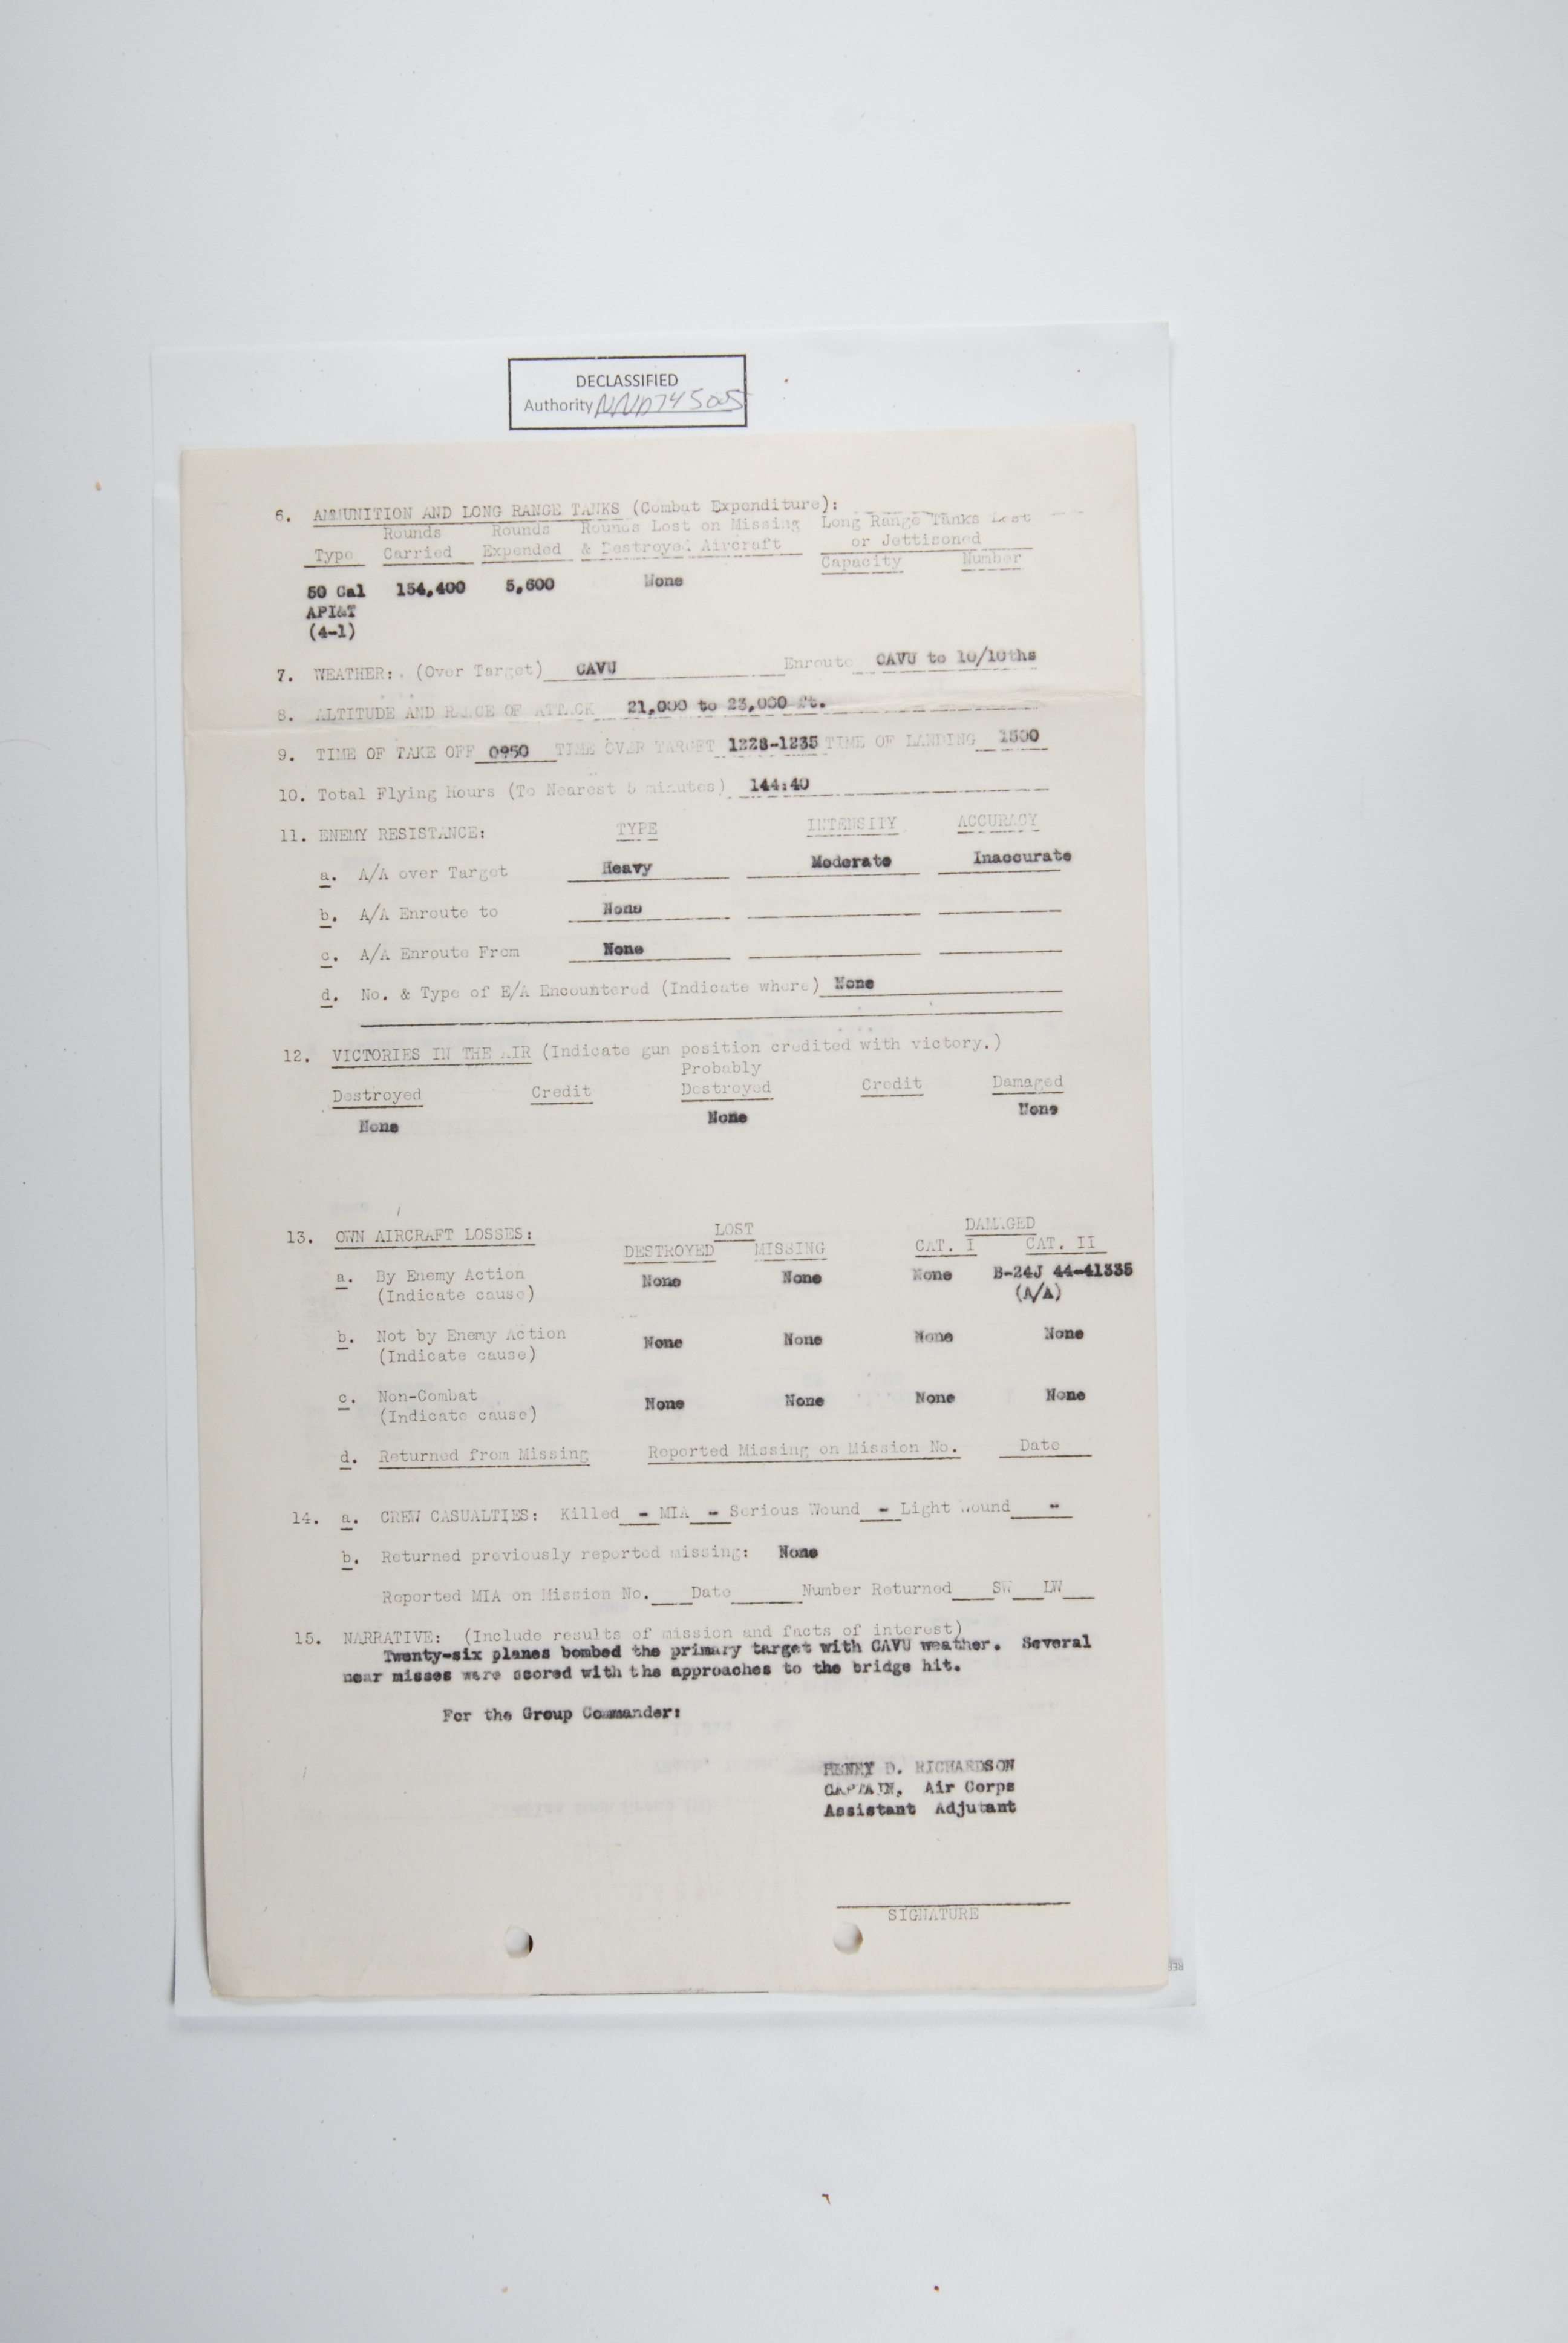 DECLASSIFIED
Authority NND745005
6. AMMUNITION AND LONG RANGE TANKS (Combat Expenditure):
Rounds Rounds Rounds Lost on Missing Long Range Tanks Lost
Type Carried Expended & Destroyed Aircraft or Jettisoned
Capacity Number
50 Cal 154,400 5,600 None
API&T
(4-1)
7. WEATHER: (Over Target) CAVU Enroute CAVU to 10/10ths
8. ALTITUDE AND RANGE OF ATTACK 21,000 to 23,000 ft.
9. TIME OF TAKE OFF 0950 TIME OVER TARGET 1228-1235 TIME OF LANDING 1500
10. Total Flying Hours (To Nearest 5 minutes) 144:40
11. ENEMY RESISTANCE: TYPE INTENSITY ACCURACY
a. A/A over Target Heavy Moderate Inaccurate
b. A/A Enroute to None
c. A/A Enroute From None
d. No. & Type of E/A Encountered (Indicate where) None
12. VICTORIES IN THE AIR (Indicate gun position credited with victory.)
Probably
Destroyed Credit Destroyed Credit Damaged
None None None
13. OWN AIRCRAFT LOSSES: LOST DAMAGED
DESTROYED MISSING CAT. I CAT. II
a. By Enemy Action None None None B-24J 44-41335
(Indicate cause) (A/A)
b. Not by Enemy Action None None None None
(Indicate cause)
c. Non-Combat None None None None
(Indicate cause)
d. Returned from Missing Reported Missing on Mission No. Date
14. a. CREW CASUALTIES: Killed - MIA - Serious Wound - Light Wound -
b. Returned previously reported missing: None
Reported MIA on Mission No. Date Number Returned SW LW
15. NARRATIVE: (Include results of mission and facts of interest)
Twenty-six planes bombed the primary target with CAVU weather. Several
near misses were scored with the approaches to the bridge hit.
For the Group Commander:
HENRY D. RICHARDSON
CAPTAIN, Air Corps
Assistant Adjutant
SIGNATURE